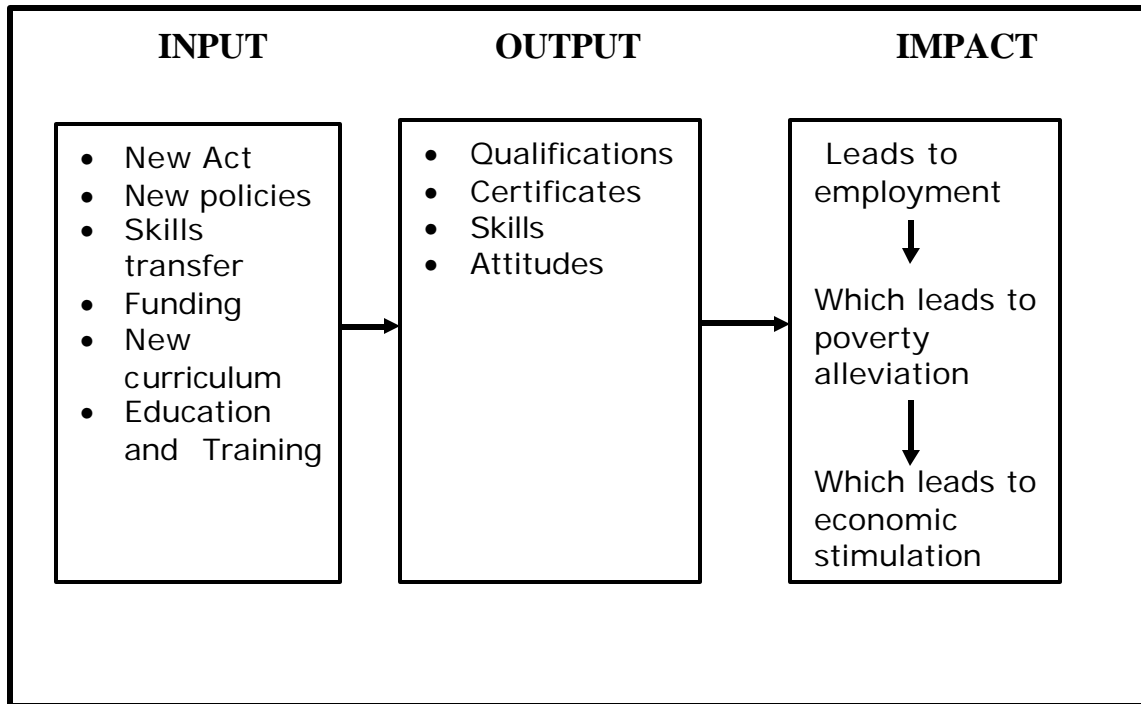 INPUT OUTPUT IMPACT
• New Act
• New policies
• Skills
transfer
• Funding
• New
curriculum
• Education
and Training
• Qualifications
• Certificates
• Skills
• Attitudes
Leads to
employment
Which leads to
poverty
alleviation
Which leads to
economic
stimulation